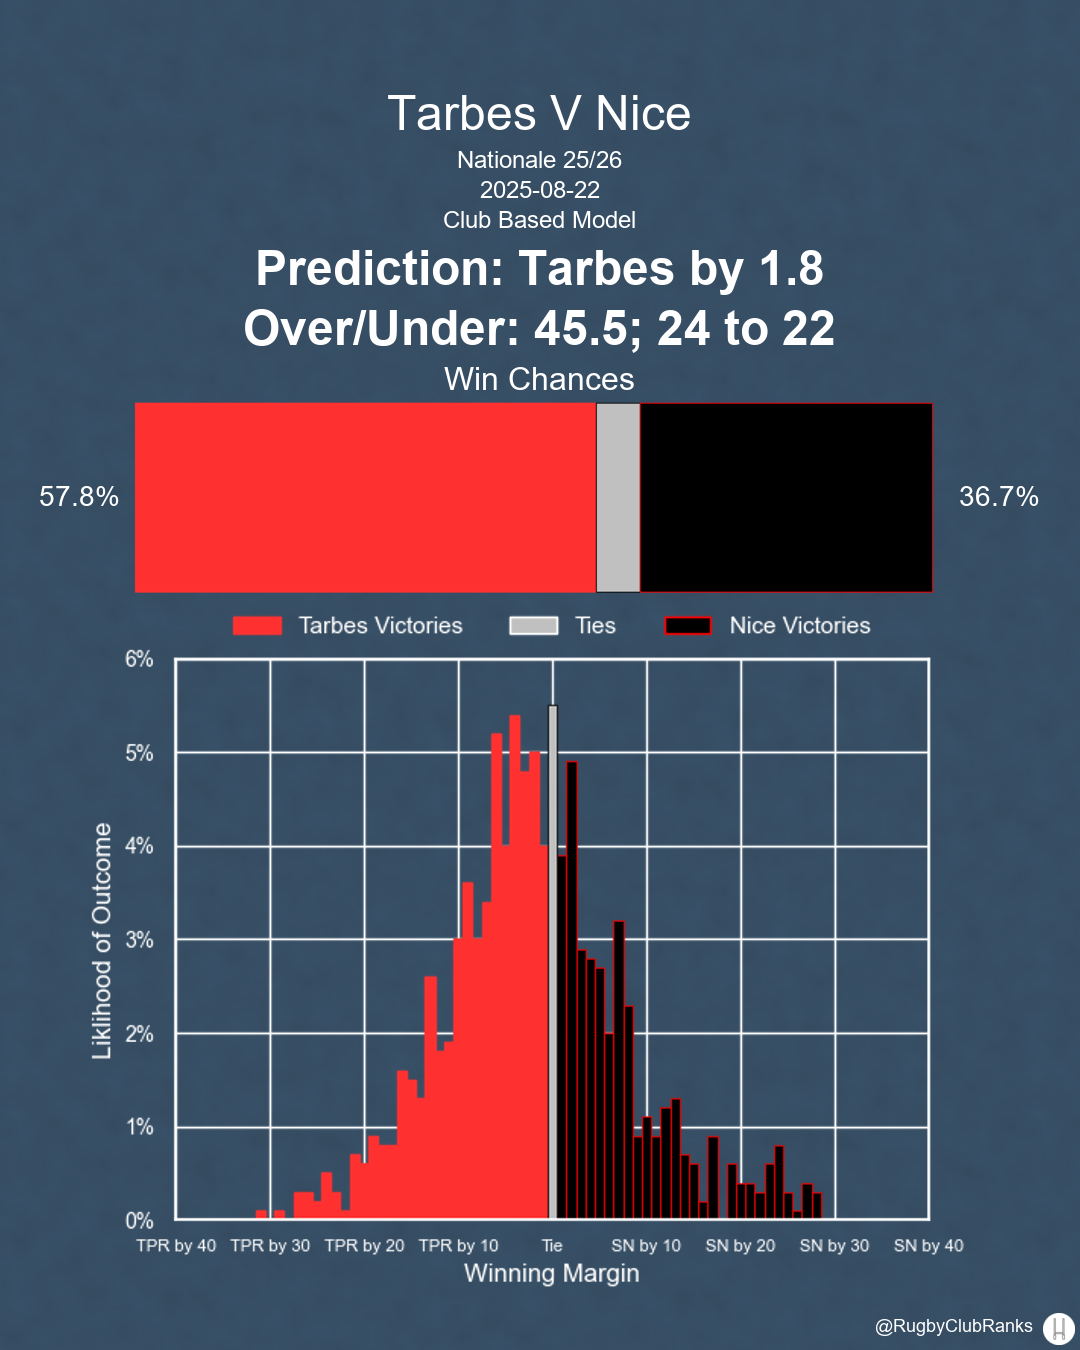 Tarbes V Nice
Nationale 25/26
2025-08-22
Club Based Model
Prediction: Tarbes by 1.8
Over/Under: 45.5; 24 to 22
Win Chances
57.8%
36.7%
Tarbes Victories
Ties
Nice Victories
6%
5%
4%
3%
2%
1%
0%
Liklihood of Outcome
TPR by 40
TPR by 30
TPR by 20
TPR by 10
Tie
SN by 10
SN by 20
SN by 30
SN by 40
Winning Margin
@RugbyClubRanks